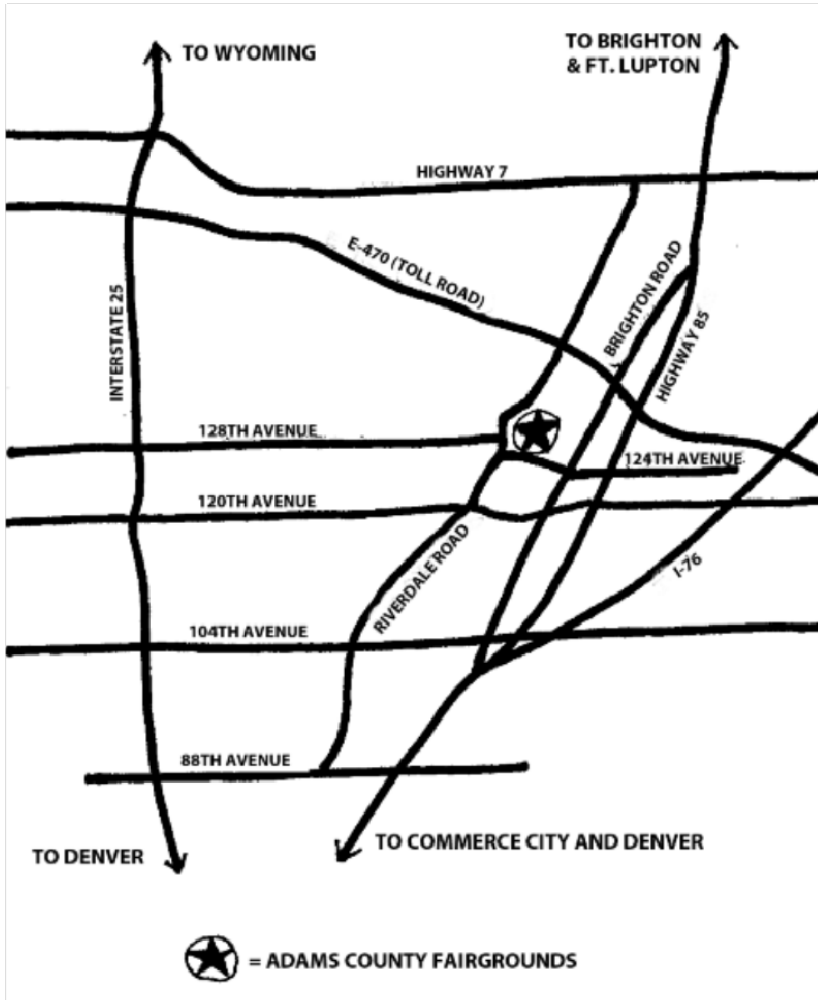 TO WYOMING
TO BRIGHTON
& FT. LUPTON
HIGHWAY 7
E-470 (TOLL ROAD)
BRIGHTON ROAD
INTERSTATE 25
HIGHWAY 85
128TH AVENUE
124TH AVENUE
120TH AVENUE
RIVERDALE ROAD
I-76
104TH AVENUE
88TH AVENUE
TO COMMERCE CITY AND DENVER
TO DENVER
= ADAMS COUNTY FAIRGROUNDS